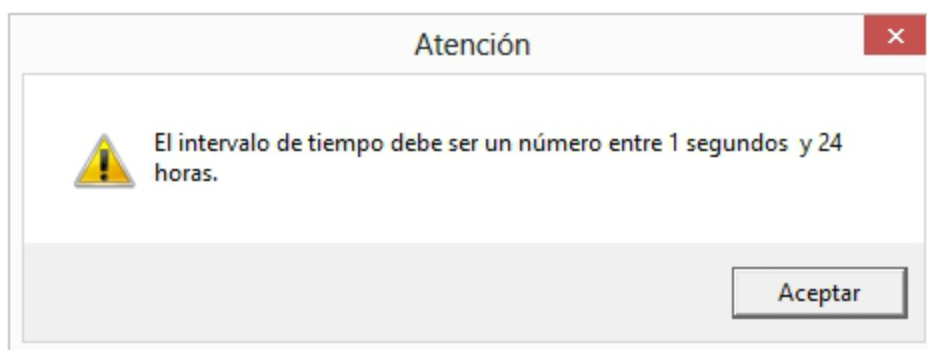 Atención
El intervalo de tiempo debe ser un número entre 1 segundos  y 24
horas.
Aceptar